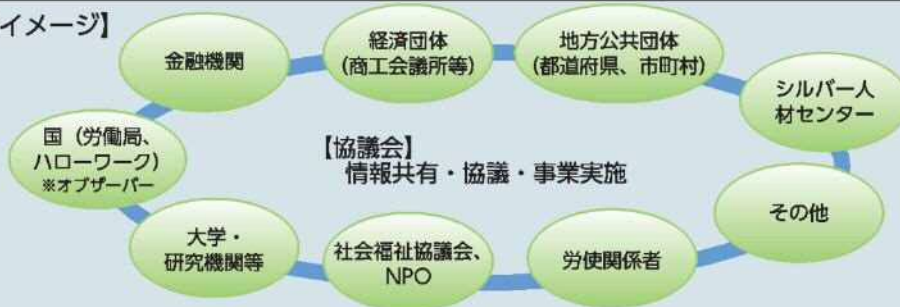 イメージ】
金融機関
経済団体
(商工会議所等)
地方公共団体
(都道府県、市町村)
シルバー人
材センター
国（労働局、
ハローワーク）
※オブザーバー
【協議会】
情報共有・協議・事業実施
その他
大学・
研究機関等
社会福祉協議会、
NPO
労使関係者